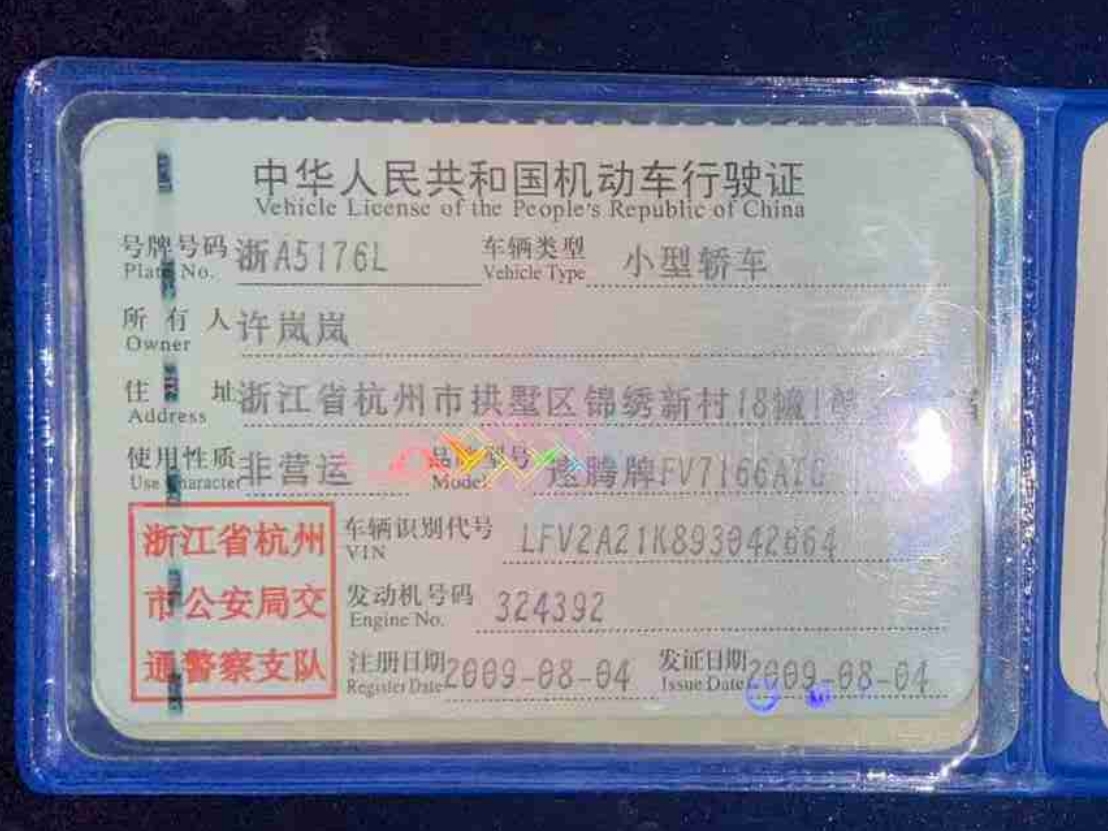 中华人民共和国机动车行驶证
Vehicle License of the People's Republic of China
号牌号码 浙A5176L 车辆类型 小型轿车
Plate No. Vehicle Type
所有人 许岚岚
Owner
住址 浙江省杭州市拱墅区锦绣新村18幢1
Address
使用性质 非营运 品牌型号 速腾牌FV7166ATG
Use Character Model
浙江省杭州
市公安局交
通警察支队
车辆识别代号 LFV2A21K893042664
VIN
发动机号码 324392
Engine No.
注册日期 2009-08-04 发证日期 2009-08-04
Register Date Issue Date